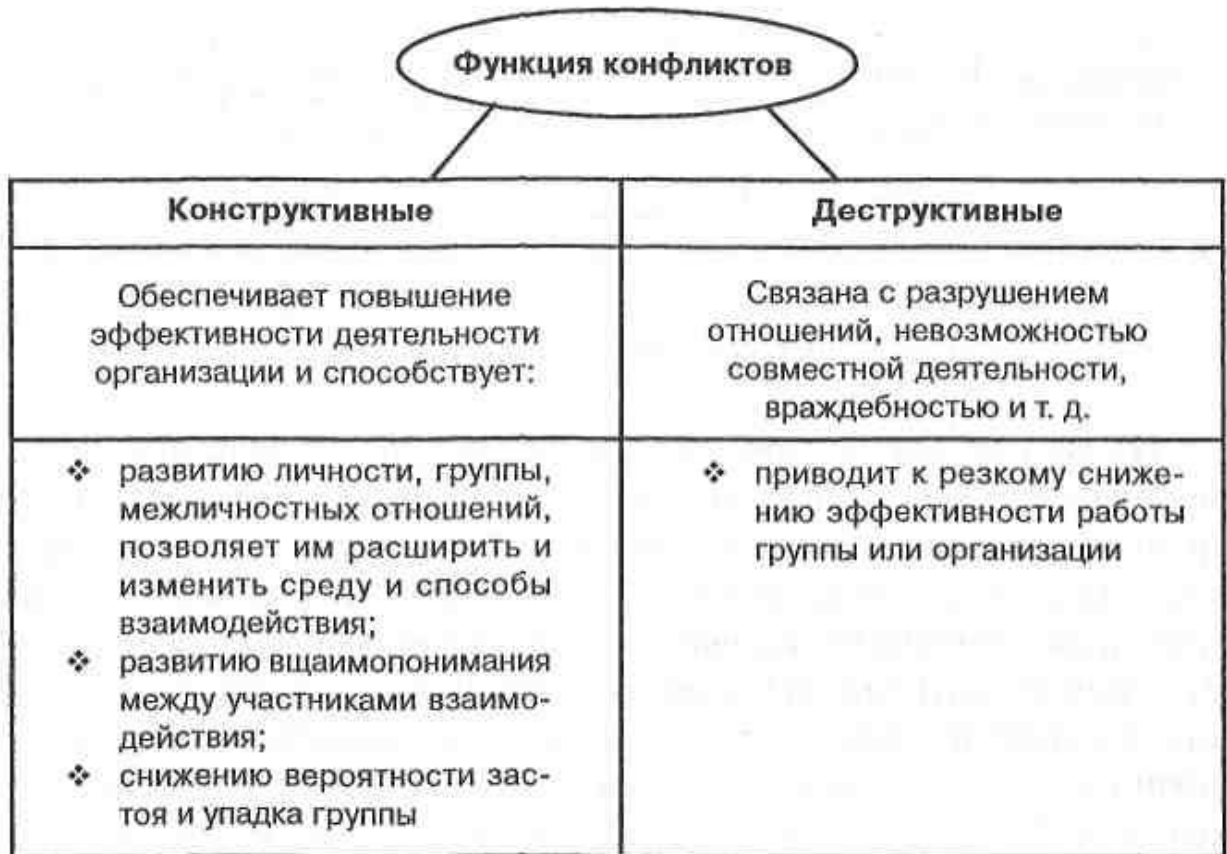 Функция конфликтов
Конструктивные
Деструктивные
Обеспечивает повышение
эффективности деятельности
организации и способствует:
Связана с разрушением
отношений, невозможностью
совместной деятельности,
враждебностью и т. д.
❖ развитию личности, группы,
межличностных отношений,
позволяет им расширить и
изменить среду и способы
взаимодействия;
❖ развитию вщаимопонимания
между участниками взаимо-
действия;
❖ снижению вероятности зас-
тоя и упадка группы
❖ приводит к резкому сниже-
нию эффективности работы
группы или организации